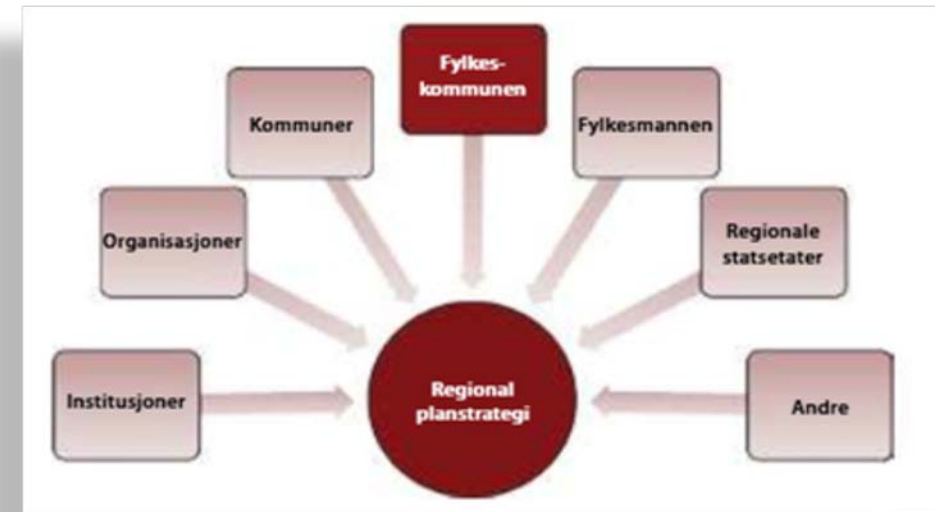 Fylkes-
kommunen
Kommuner
Fylkesmannen
Organisasjoner
Regionale
statsetater
Institusjoner
Regional
planstrategi
Andre